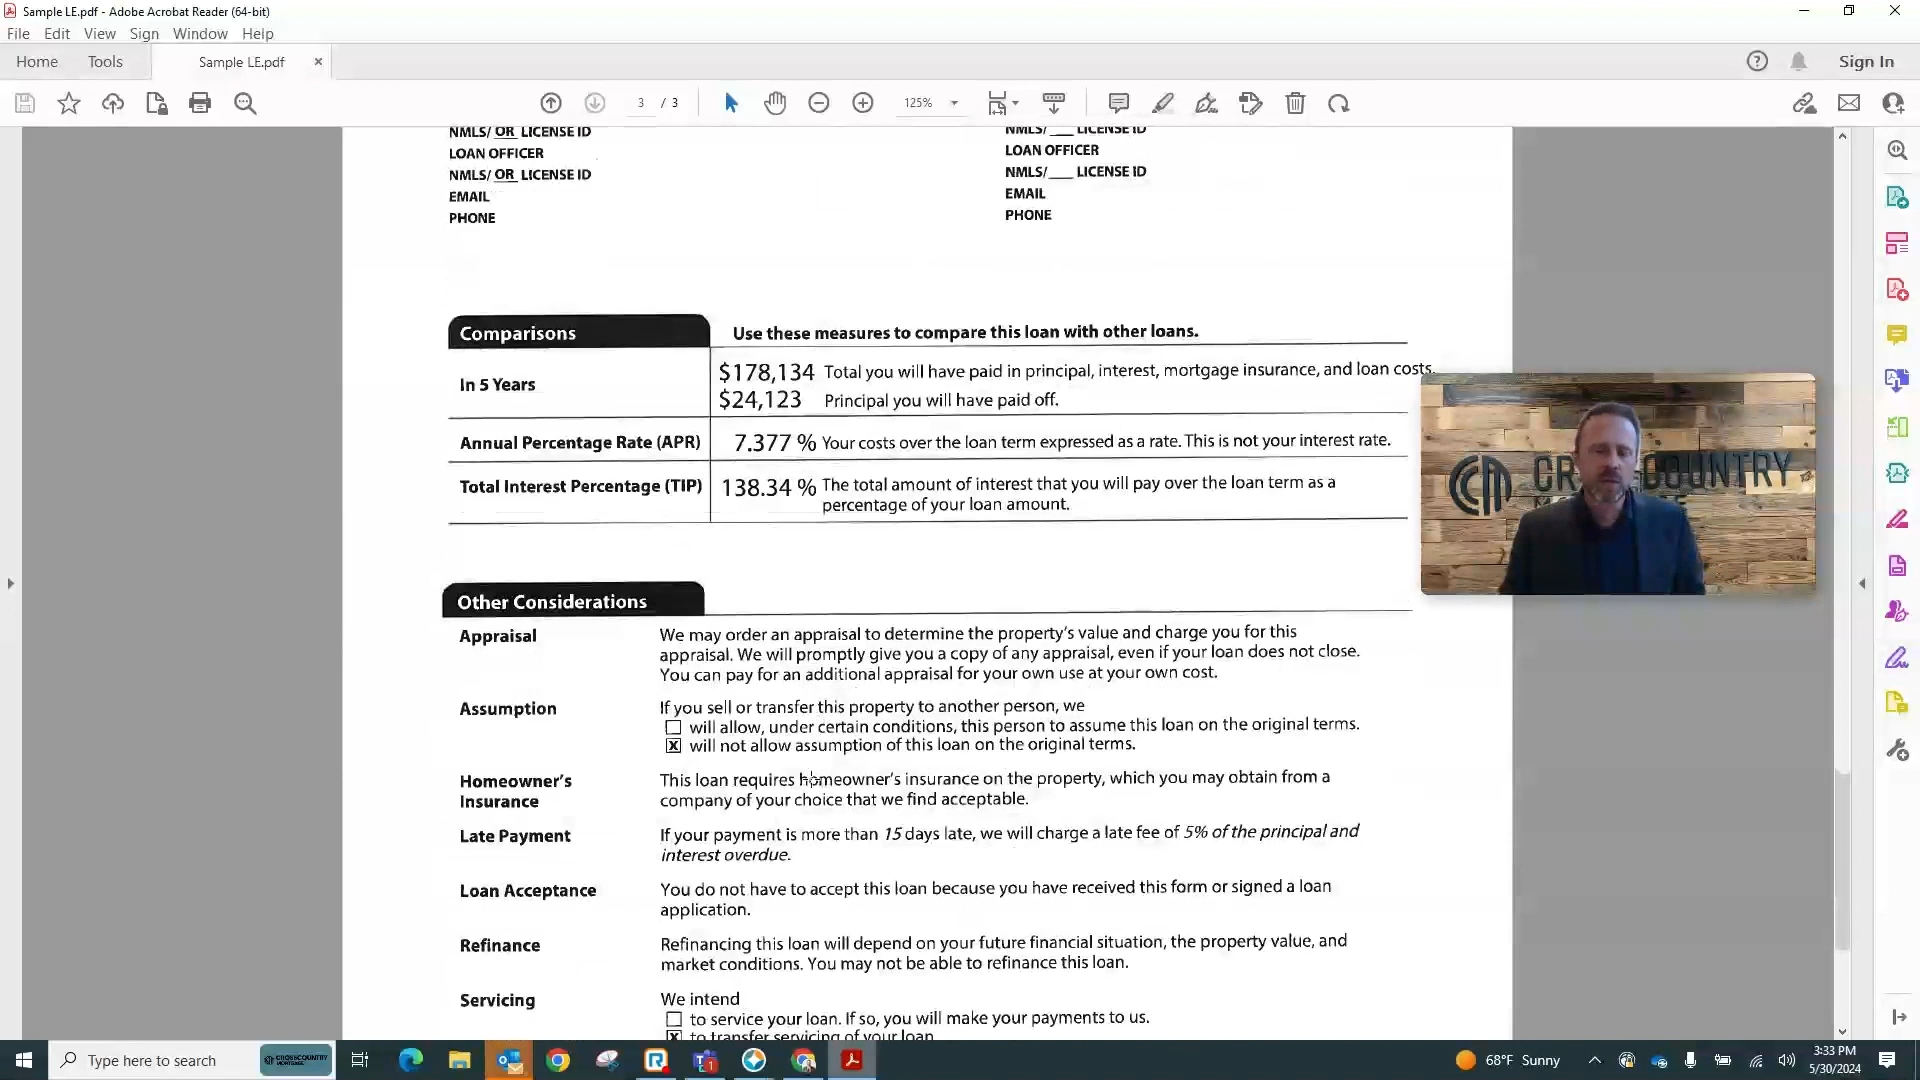 Sample LE.pdf - Adobe Acrobat Reader (64-bit)
File Edit View Sign Window Help
Home Tools Sample LE.pdf × Sign In
3 / 3 125%
NMLS/ OR LICENSE ID
LOAN OFFICER
NMLS/ OR LICENSE ID
EMAIL
PHONE
NMLS/___ LICENSE ID
LOAN OFFICER
NMLS/___ LICENSE ID
EMAIL
PHONE
Comparisons Use these measures to compare this loan with other loans.
In 5 Years
$178,134 Total you will have paid in principal, interest, mortgage insurance, and loan costs.
$24,123 Principal you will have paid off.
Annual Percentage Rate (APR) 7.377 % Your costs over the loan term expressed as a rate. This is not your interest rate.
Total Interest Percentage (TIP) 138.34 % The total amount of interest that you will pay over the loan term as a
percentage of your loan amount.
Other Considerations
Appraisal We may order an appraisal to determine the property's value and charge you for this
appraisal. We will promptly give you a copy of any appraisal, even if your loan does not close.
You can pay for an additional appraisal for your own use at your own cost.
Assumption If you sell or transfer this property to another person, we
will allow, under certain conditions, this person to assume this loan on the original terms.
X will not allow assumption of this loan on the original terms.
Homeowner's This loan requires homeowner's insurance on the property, which you may obtain from a
Insurance company of your choice that we find acceptable.
Late Payment If your payment is more than 15 days late, we will charge a late fee of 5% of the principal and
interest overdue.
Loan Acceptance You do not have to accept this loan because you have received this form or signed a loan
application.
Refinance Refinancing this loan will depend on your future financial situation, the property value, and
market conditions. You may not be able to refinance this loan.
Servicing We intend
to service your loan. If so, you will make your payments to us.
X to transfer servicing of your loan.
Type here to search
CROSSCOUNTRY
68°F Sunny
3:33 PM
5/30/2024